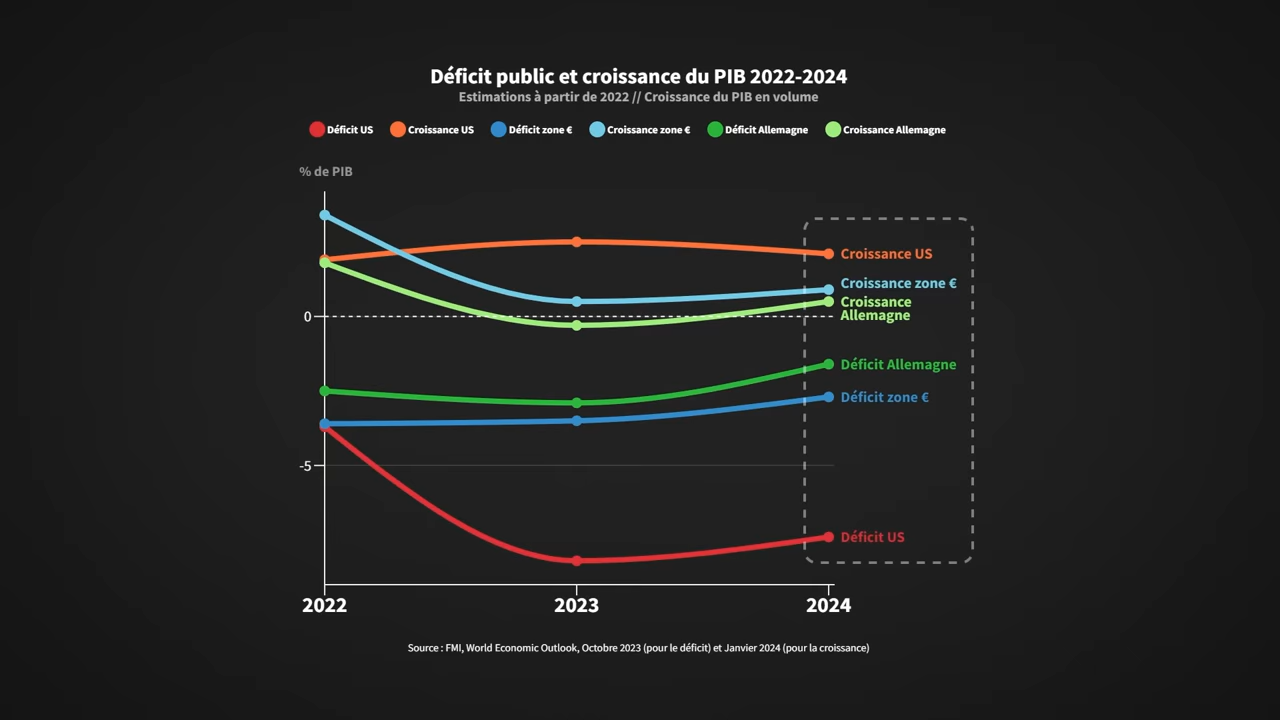 Déficit public et croissance du PIB 2022-2024
Estimations à partir de 2022 // Croissance du PIB en volume
Déficit US Croissance US Déficit zone € Croissance zone € Déficit Allemagne Croissance Allemagne
% de PIB
Croissance US
Croissance zone €
Croissance
Allemagne
0
Déficit Allemagne
Déficit zone €
-5
Déficit US
2022 2023 2024
Source : FMI, World Economic Outlook, Octobre 2023 (pour le déficit) et Janvier 2024 (pour la croissance)